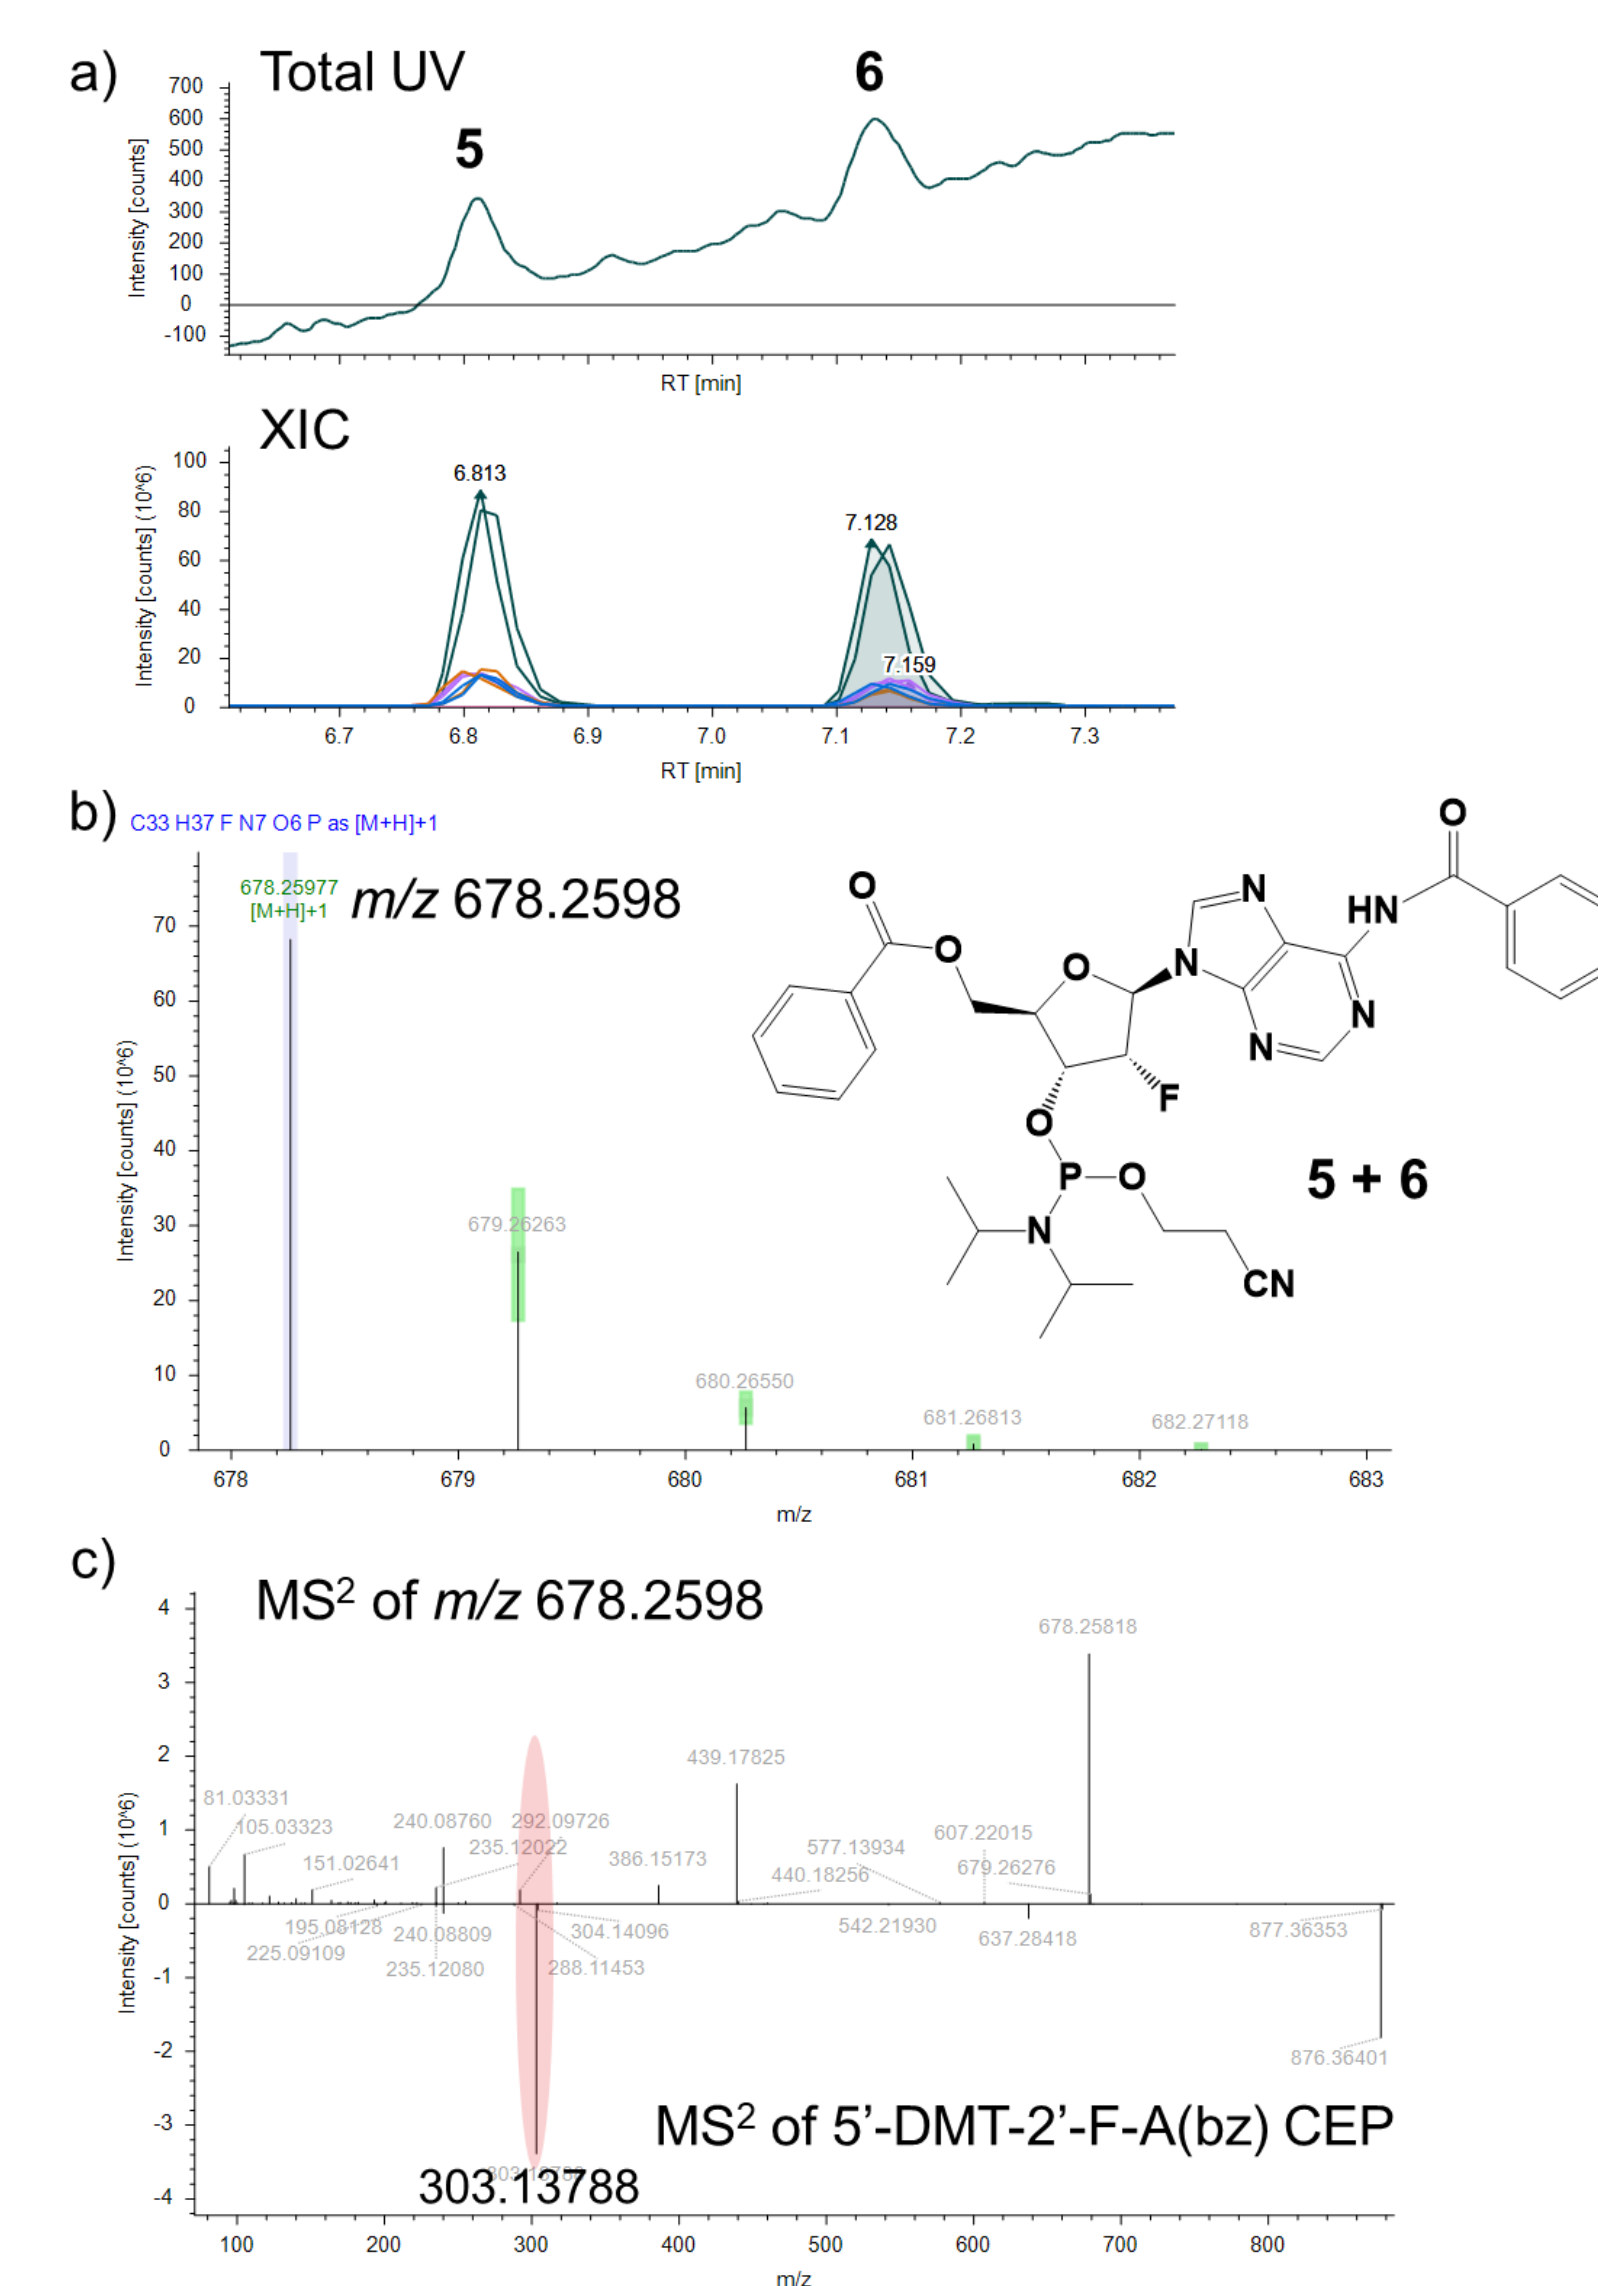 a)
Total UV
6
5
700
600
500
400
300
200
100
0
-100
Intensity [counts]
RT [min]
XIC
100
80
60
40
20
0
Intensity [counts] (10^6)
6.813
7.128
7.159
6.7 6.8 6.9 7.0 7.1 7.2 7.3
RT [min]
b)
C33 H37 F N7 O6 P as [M+H]+1
678.25977
[M+H]+1
m/z 678.2598
70
60
50
40
30
20
10
0
Intensity [counts] (10^6)
679.26263
680.26550
681.26813
682.27118
678 679 680 681 682 683
m/z
O
O
O
N
N
HN
O
N
N
F
O
P
O
N
CN
5 + 6
c)
MS² of m/z 678.2598
4
3
2
1
0
-1
-2
-3
-4
Intensity [counts] (10^6)
678.25818
439.17825
81.03331
105.03323
240.08760
292.09726
235.12022
151.02641
386.15173
577.13934
607.22015
440.18256
679.26276
195.08128
225.09109
240.08809
235.12080
304.14096
288.11453
542.21930
637.28418
877.36353
876.36401
MS² of 5’-DMT-2’-F-A(bz) CEP
303.13788
303.13788
100 200 300 400 500 600 700 800
m/z